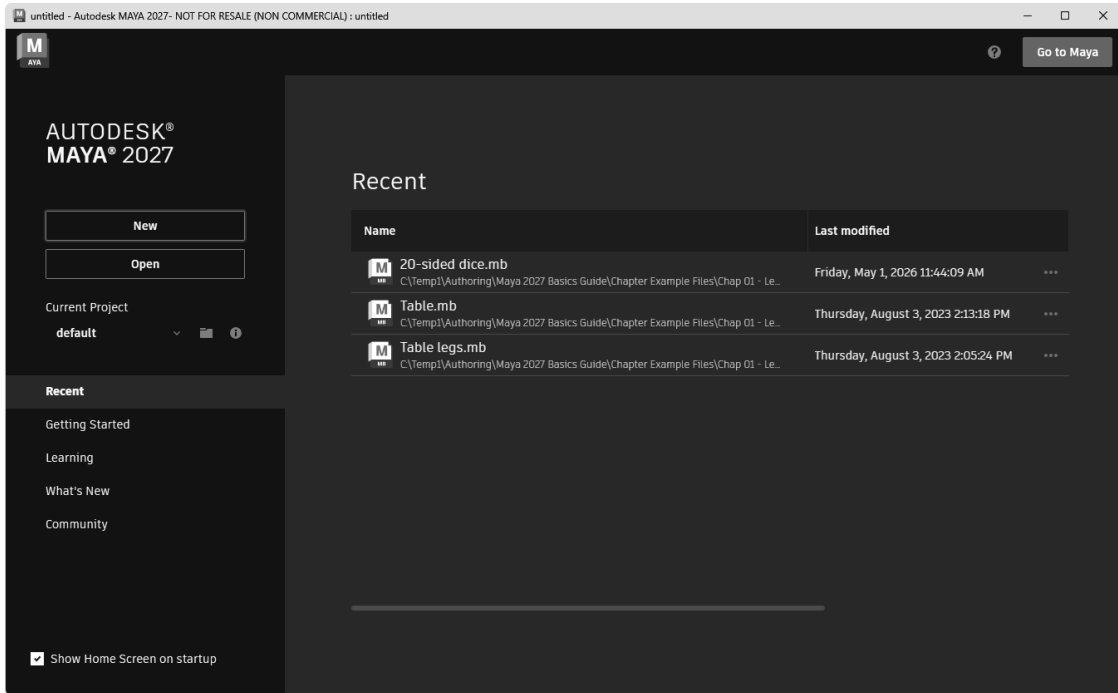 untitled - Autodesk MAYA 2027- NOT FOR RESALE (NON COMMERCIAL) : untitled
M
AYA
Go to Maya
AUTODESK®
MAYA® 2027
New
Open
Current Project
default
Recent
Getting Started
Learning
What's New
Community
Show Home Screen on startup
Recent
Name Last modified
M MB 20-sided dice.mb
C:\Temp1\Authoring\Maya 2027 Basics Guide\Chapter Example Files\Chap 01 - Le...
Friday, May 1, 2026 11:44:09 AM
M MB Table.mb
C:\Temp1\Authoring\Maya 2027 Basics Guide\Chapter Example Files\Chap 01 - Le...
Thursday, August 3, 2023 2:13:18 PM
M MB Table legs.mb
C:\Temp1\Authoring\Maya 2027 Basics Guide\Chapter Example Files\Chap 01 - Le...
Thursday, August 3, 2023 2:05:24 PM